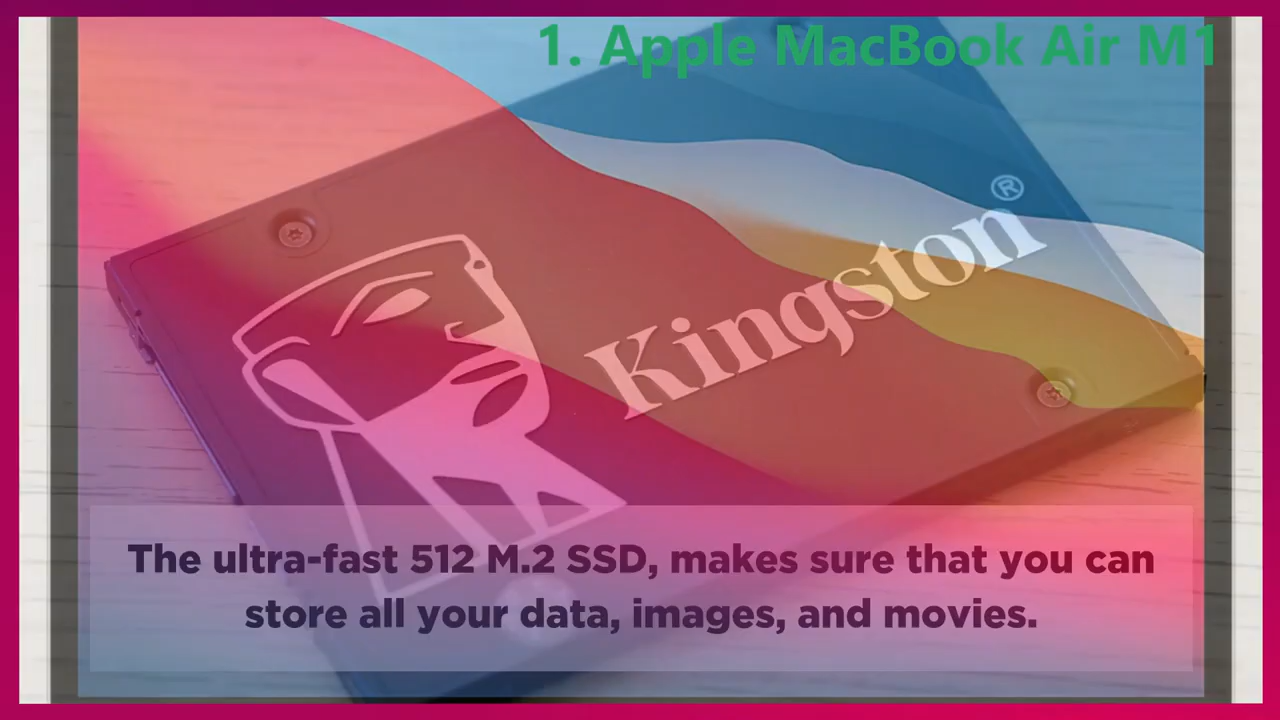 1. Apple MacBook Air M1
Kingston®
The ultra-fast 512 M.2 SSD, makes sure that you can
store all your data, images, and movies.